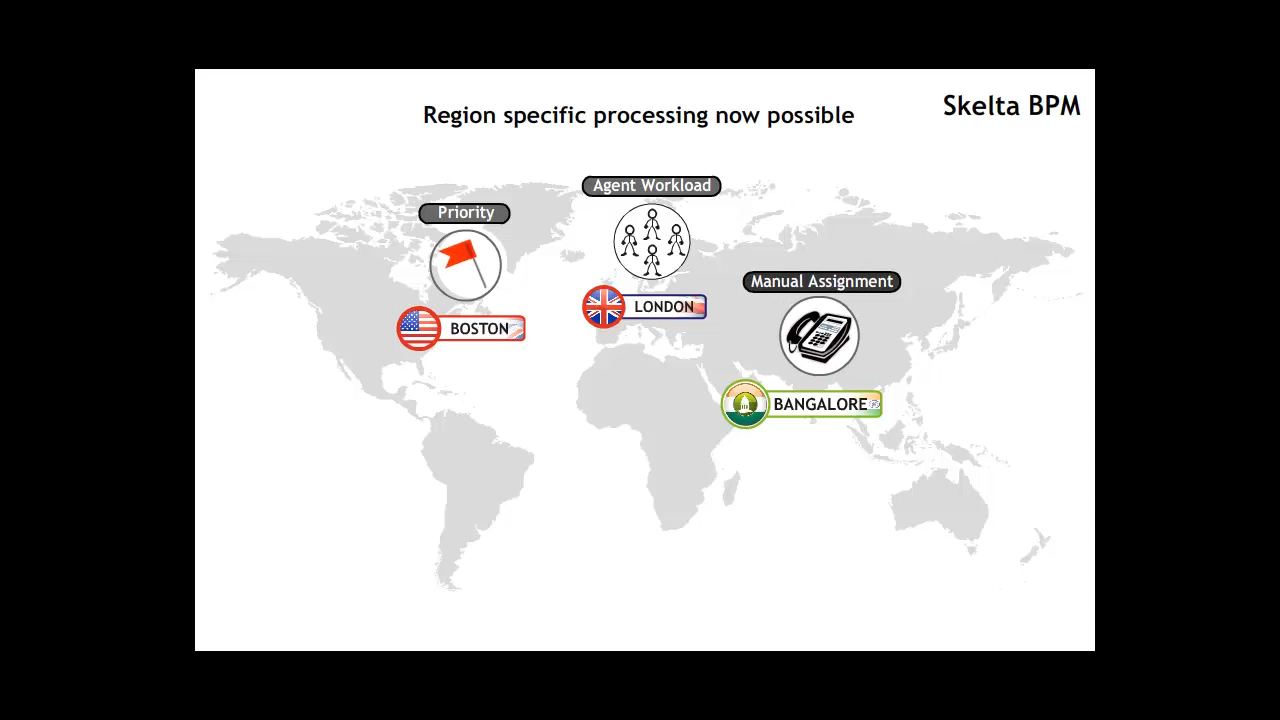 Skelta BPM
Region specific processing now possible
Agent Workload
Priority
Manual Assignment
LONDON
BOSTON
BANGALORE